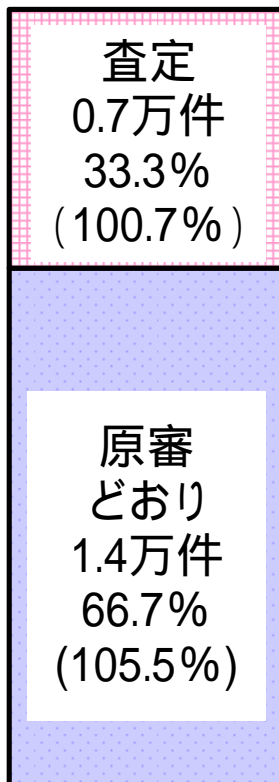 査定
0.7万件
33.3%
(100.7%)
原審
どおり
1.4万件
66.7%
(105.5%)